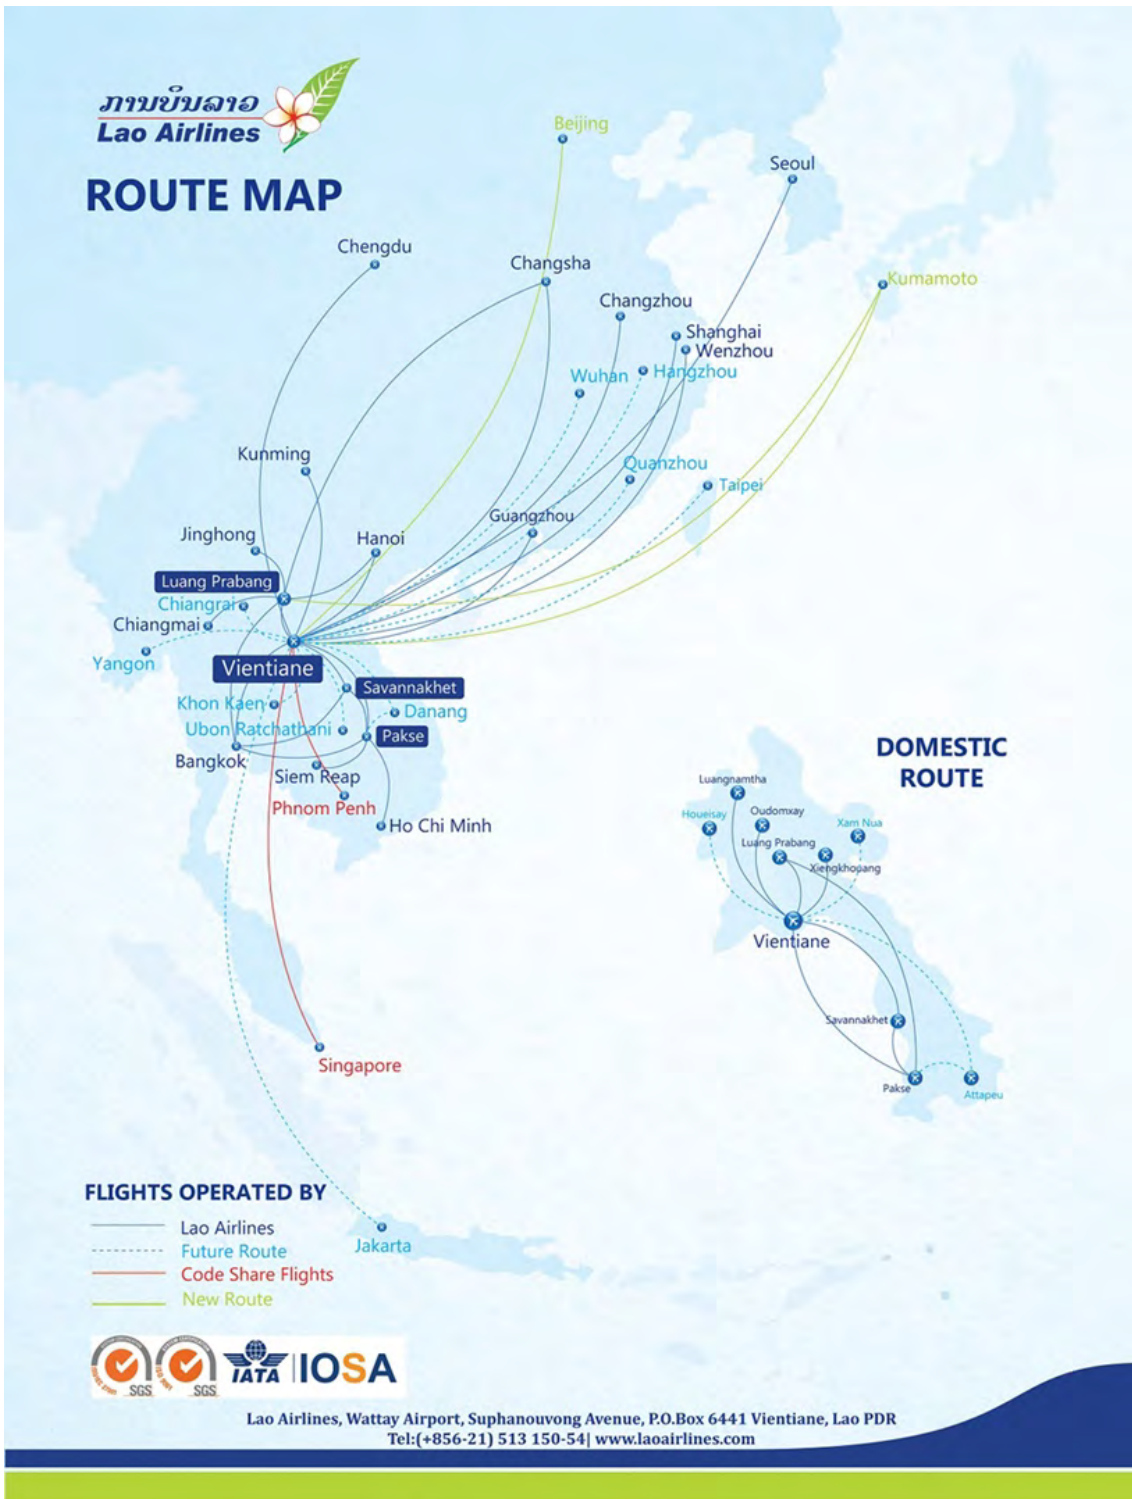 ການບິນລາວ
Lao Airlines
ROUTE MAP
Beijing
Seoul
Chengdu
Changsha
Kumamoto
Changzhou
Shanghai
Wenzhou
Wuhan
Hangzhou
Kunming
Quanzhou
Taipei
Guangzhou
Jinghong
Hanoi
Luang Prabang
Chiangrai
Chiangmai
Yangon
Vientiane
Savannakhet
Khon Kaen
Danang
Ubon Ratchathani
Pakse
Bangkok
Siem Reap
Phnom Penh
Ho Chi Minh
Singapore
Jakarta
DOMESTIC
ROUTE
Luangnamtha
Houeisay
Oudomxay
Xam Nua
Luang Prabang
Xiengkhouang
Vientiane
Savannakhet
Pakse
Attapeu
FLIGHTS OPERATED BY
Lao Airlines
Future Route
Code Share Flights
New Route
SGS
SGS
IATA
IOSA
Lao Airlines, Wattay Airport, Suphanouvong Avenue, P.O.Box 6441 Vientiane, Lao PDR
Tel:(+856-21) 513 150-54| www.laoairlines.com